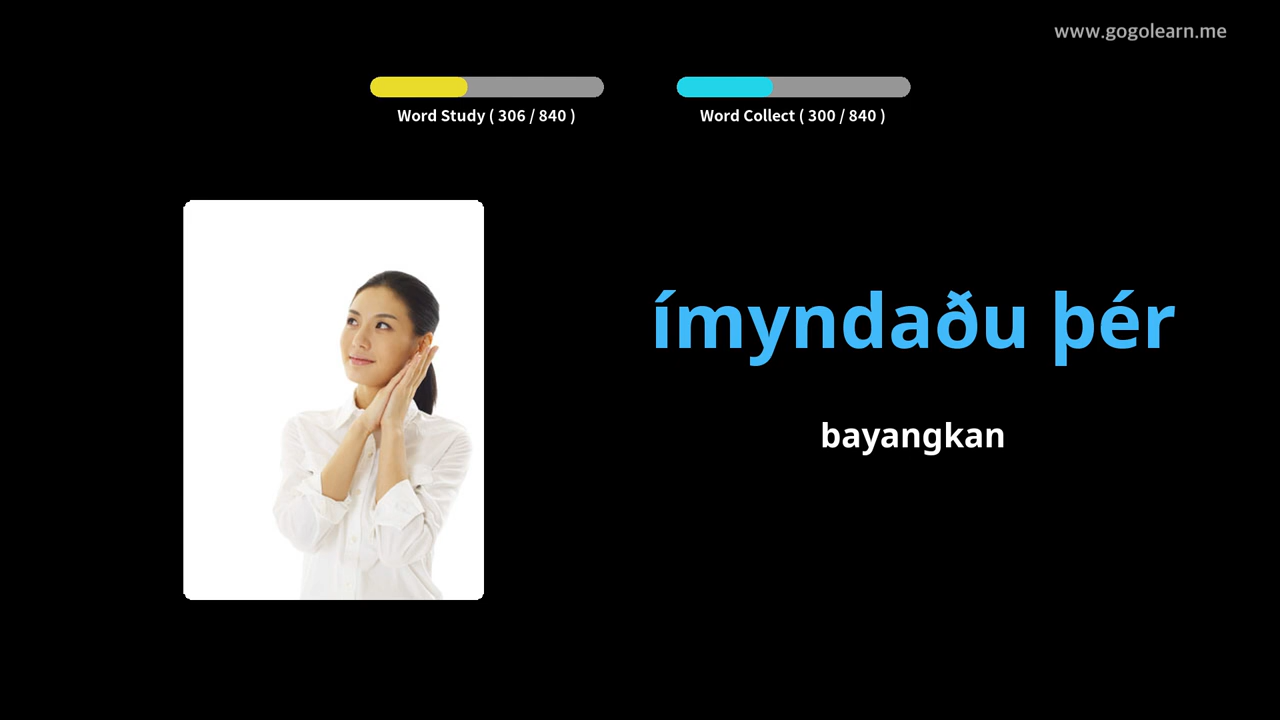 www.gogolearn.me
Word Study ( 306 / 840 )
Word Collect ( 300 / 840 )
ímyndaðu þér
bayangkan